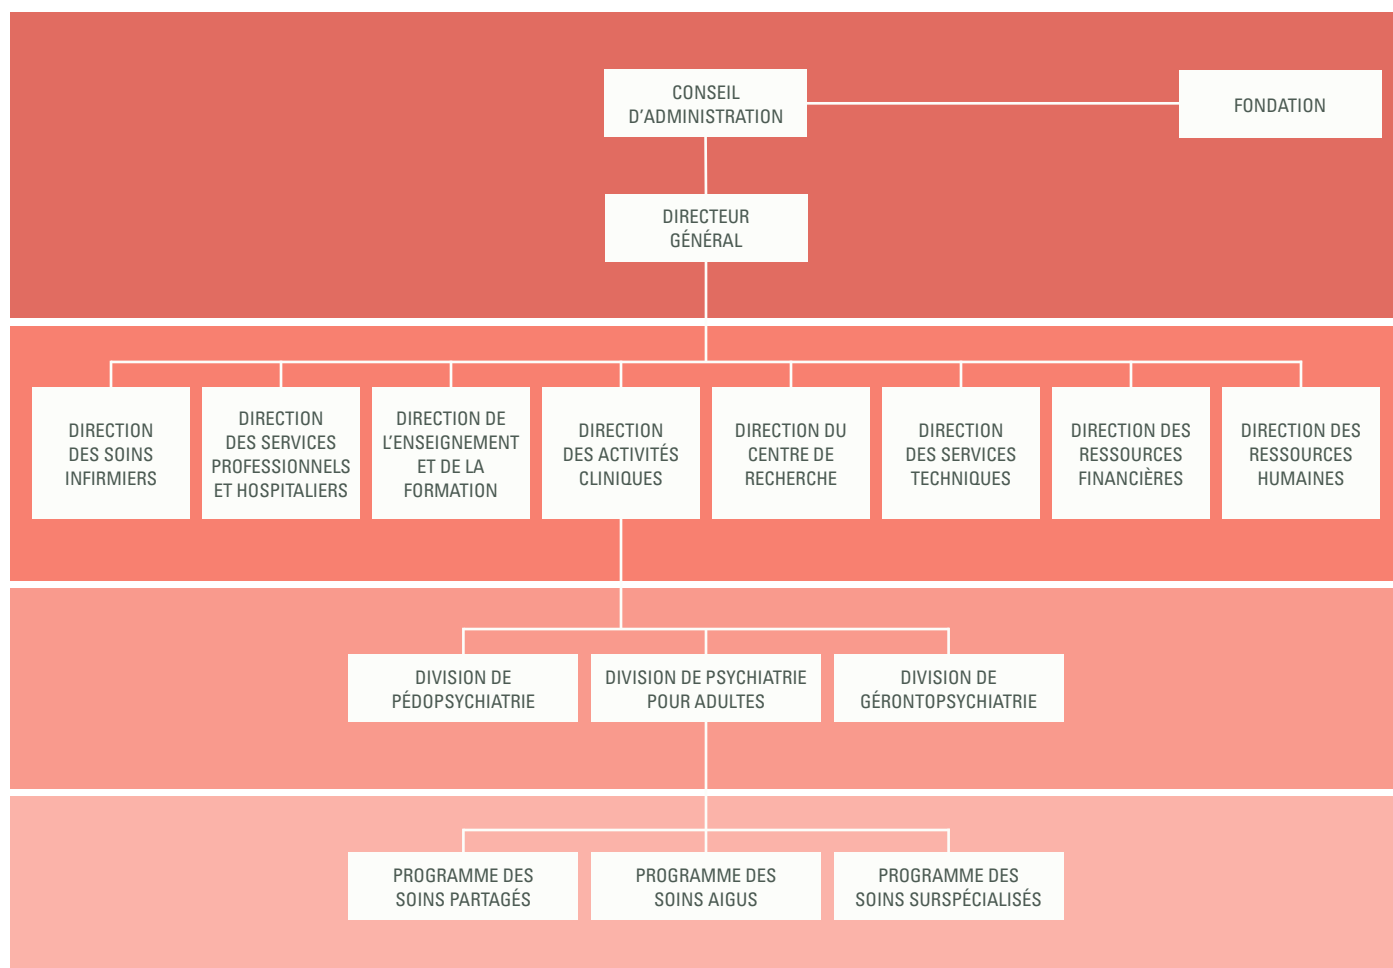 CONSEIL
D’ADMINISTRATION
FONDATION
DIRECTEUR
GÉNÉRAL
DIRECTION
DES SOINS
INFIRMIERS
DIRECTION
DES SERVICES
PROFESSIONNELS
ET HOSPITALIERS
DIRECTION DE
L’ENSEIGNEMENT
ET DE LA
FORMATION
DIRECTION
DES ACTIVITÉS
CLINIQUES
DIRECTION DU
CENTRE DE
RECHERCHE
DIRECTION
DES SERVICES
TECHNIQUES
DIRECTION DES
RESSOURCES
FINANCIÈRES
DIRECTION DES
RESSOURCES
HUMAINES
DIVISION DE
PÉDOPSYCHIATRIE
DIVISION DE PSYCHIATRIE
POUR ADULTES
DIVISION DE
GÉRONTOPSYCHIATRIE
PROGRAMME DES
SOINS PARTAGÉS
PROGRAMME DES
SOINS AIGUS
PROGRAMME DES
SOINS SURSPÉCIALISÉS